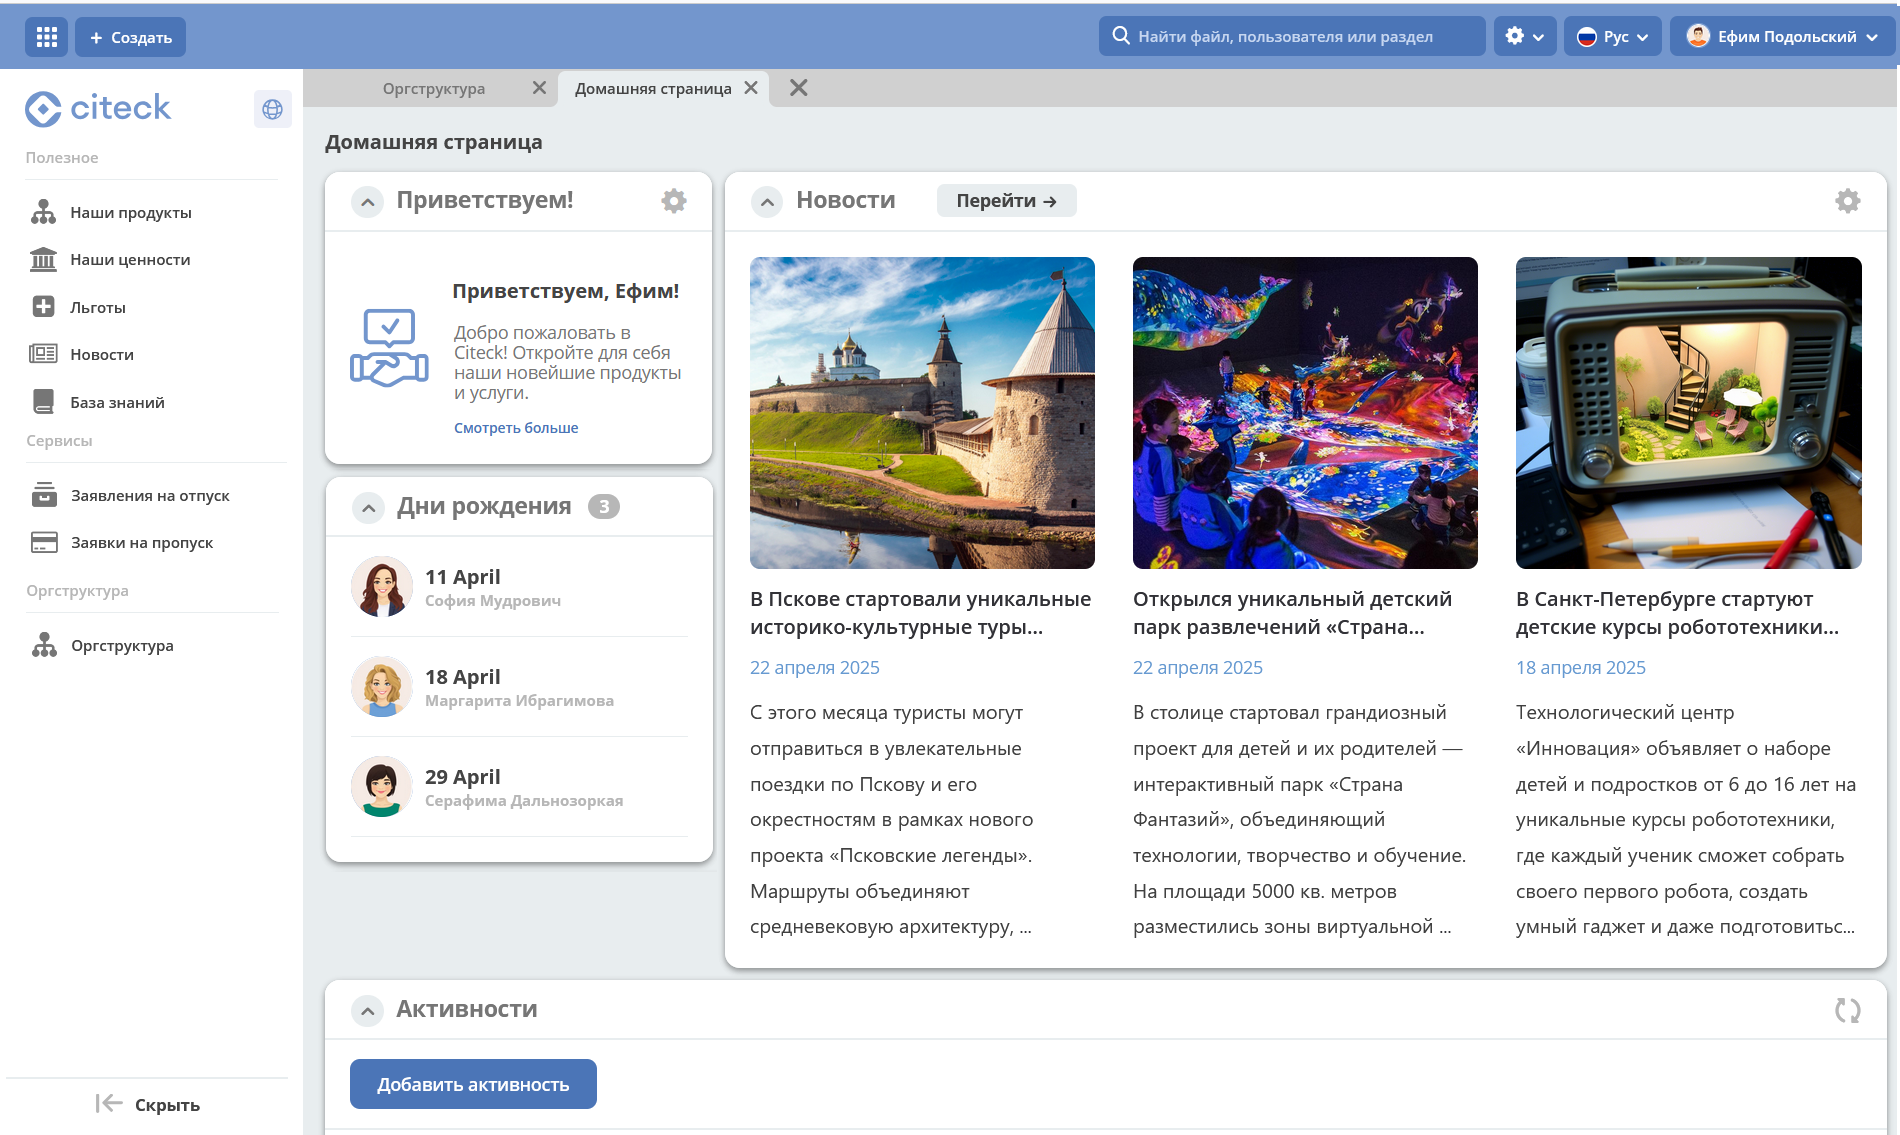 + Создать
Найти файл, пользователя или раздел
Рус
Ефим Подольский
citeck
Полезное
Наши продукты
Наши ценности
Льготы
Новости
База знаний
Сервисы
Заявления на отпуск
Заявки на пропуск
Оргструктура
Оргструктура
Скрыть
Оргструктура
Домашняя страница
Домашняя страница
Приветствуем!
Приветствуем, Ефим!
Добро пожаловать в
Citeck! Откройте для себя
наши новейшие продукты
и услуги.
Смотреть больше
Дни рождения 3
11 April
София Мудрович
18 April
Маргарита Ибрагимова
29 April
Серафима Дальнозоркая
Новости
Перейти →
В Пскове стартовали уникальные
историко-культурные туры...
22 апреля 2025
С этого месяца туристы могут
отправиться в увлекательные
поездки по Пскову и его
окрестностям в рамках нового
проекта «Псковские легенды».
Маршруты объединяют
средневековую архитектуру, ...
Открылся уникальный детский
парк развлечений «Страна...
22 апреля 2025
В столице стартовал грандиозный
проект для детей и их родителей —
интерактивный парк «Страна
Фантазий», объединяющий
технологии, творчество и обучение.
На площади 5000 кв. метров
разместились зоны виртуальной ...
В Санкт-Петербурге стартуют
детские курсы робототехники...
18 апреля 2025
Технологический центр
«Инновация» объявляет о наборе
детей и подростков от 6 до 16 лет на
уникальные курсы робототехники,
где каждый ученик сможет собрать
своего первого робота, создать
умный гаджет и даже подготовитьс...
Активности
Добавить активность